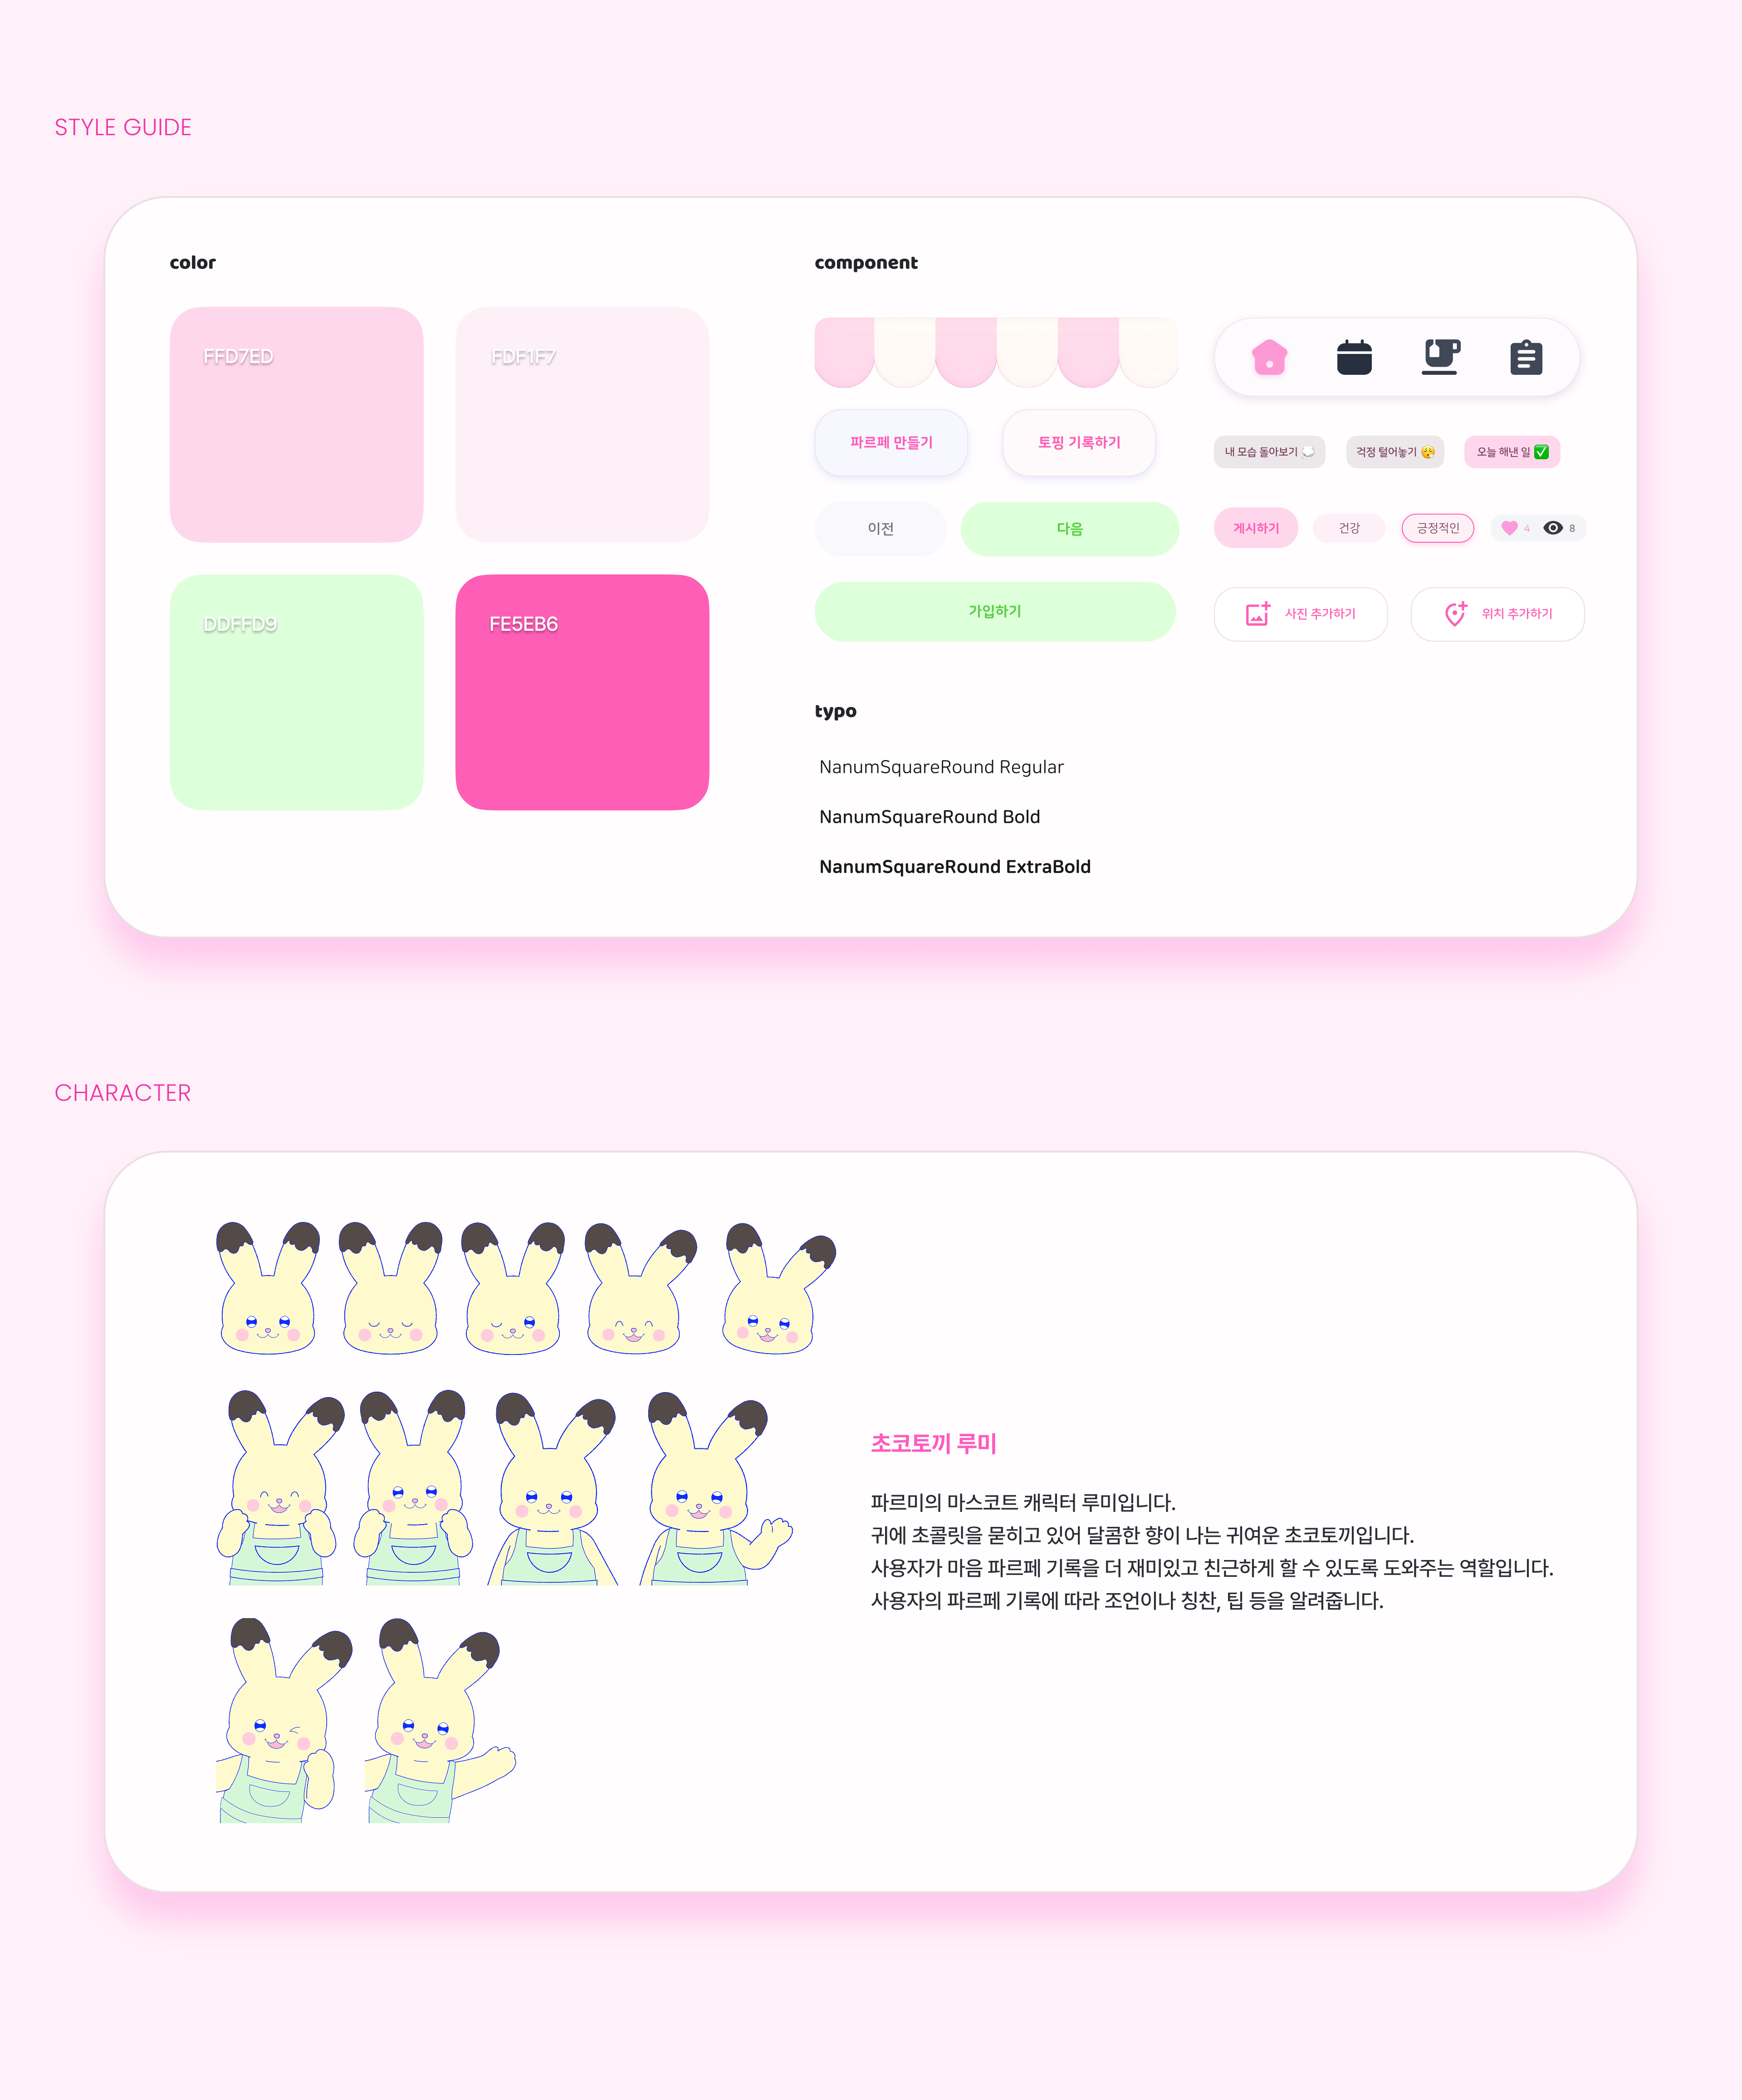 STYLE GUIDE
color
FFD7ED
FDF1F7
DDFFD9
FE5EB6
component
파르페 만들기
토핑 기록하기
이전
다음
가입하기
내 모습 돌아보기 💭
걱정 털어놓기 😮‍💨
오늘 해낸 일 ✅
게시하기
건강
긍정적인
4
8
사진 추가하기
위치 추가하기
typo
NanumSquareRound Regular
NanumSquareRound Bold
NanumSquareRound ExtraBold
CHARACTER
초코토끼 루미
파르미의 마스코트 캐릭터 루미입니다.
귀에 초콜릿을 묻히고 있어 달콤한 향이 나는 귀여운 초코토끼입니다.
사용자가 마음 파르페 기록을 더 재미있고 친근하게 할 수 있도록 도와주는 역할입니다.
사용자의 파르페 기록에 따라 조언이나 칭찬, 팁 등을 알려줍니다.